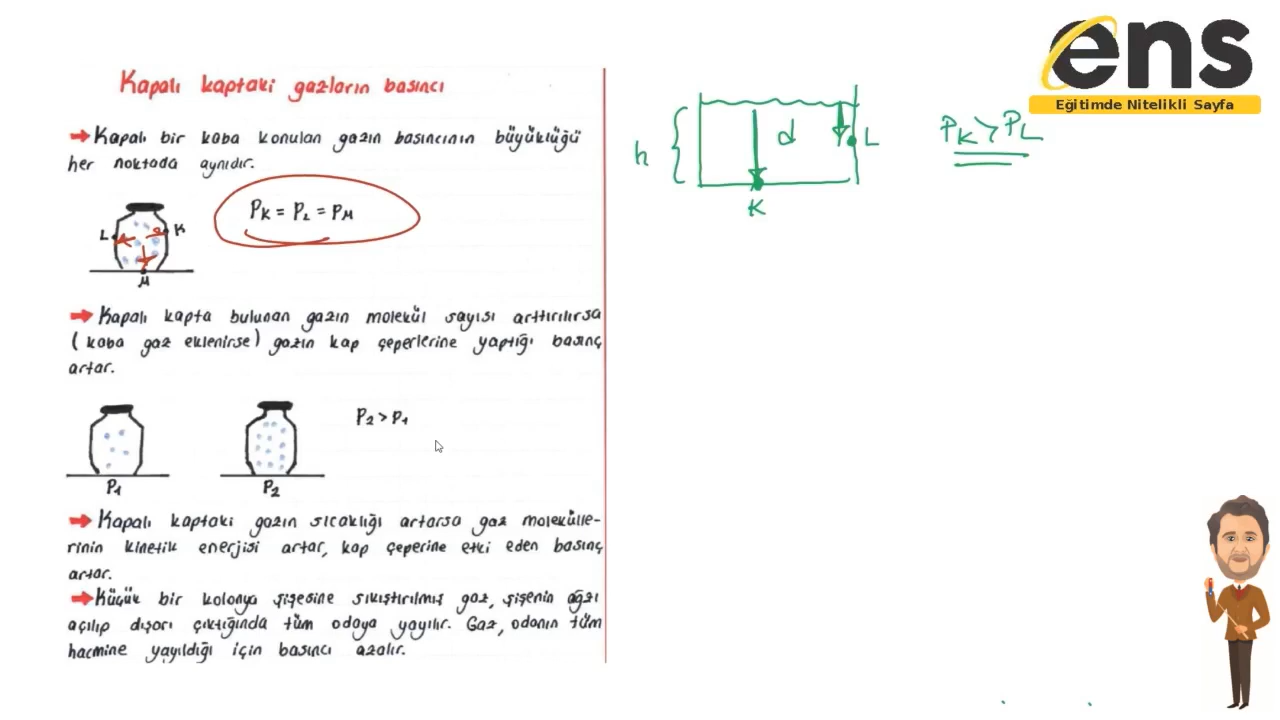 Kapalı kaptaki gazların basıncı
Kapalı bir kaba konulan gazın basıncının büyüklüğü
her noktada aynıdır.
PK = PL = PM
L
K
M
Kapalı kapta bulunan gazın molekül sayısı arttırılırsa
( kaba gaz eklenirse) gazın kap çeperlerine yaptığı basınç
artar.
P2 > P1
P1
P2
Kapalı kaptaki gazın sıcaklığı artarsa gaz molekülle-
rinin kinetik enerjisi artar, kap çeperine etki eden basınç
artar.
Küçük bir kolonya şişesine sıkıştırılmış gaz, şişenin ağzı
açılıp dışarı çıktığında tüm odaya yayılır. Gaz, odanın tüm
hacmine yayıldığı için basıncı azalır.
h
d
L
K
PK > PL
ens
Eğitimde Nitelikli Sayfa